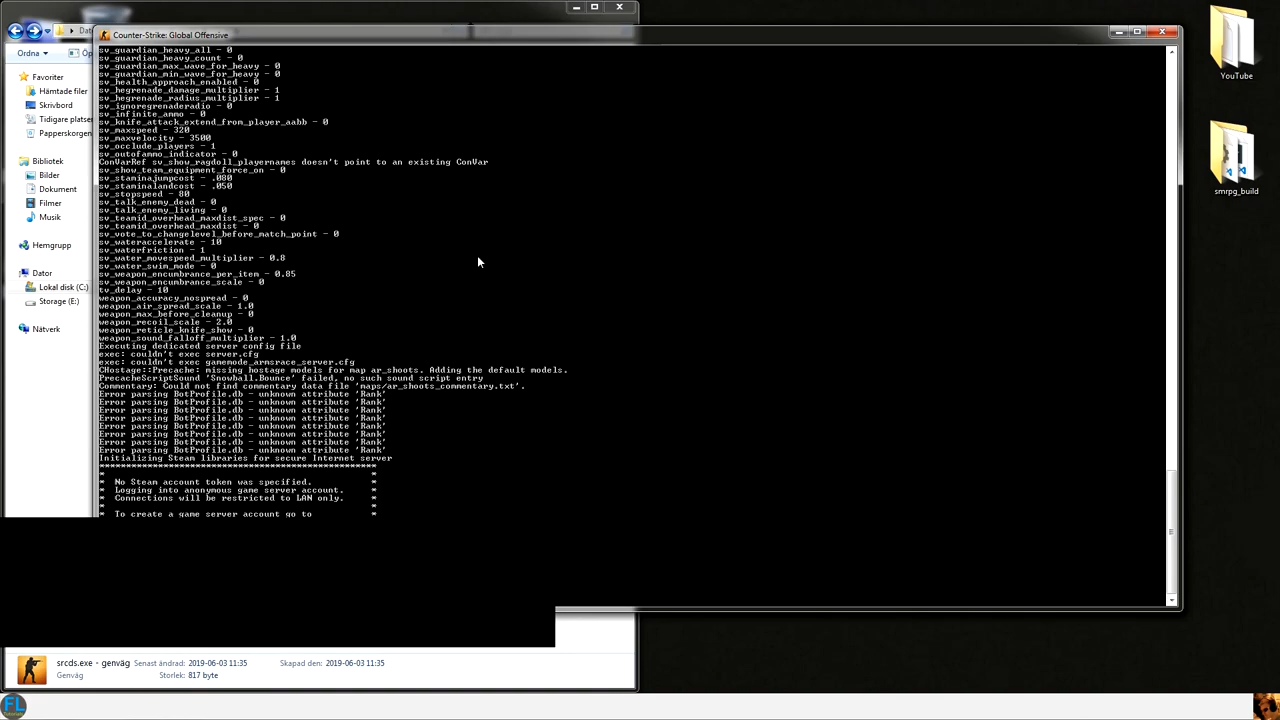 Counter-Strike: Global Offensive
Ordna
Favoriter
Hämtade filer
Skrivbord
Tidigare platser
Papperskorgen
Bibliotek
Bilder
Dokument
Filmer
Musik
Hemgrupp
Dator
Lokal disk (C:)
Storage (E:)
Nätverk
sv_guardian_heavy_all - 0
sv_guardian_heavy_count - 0
sv_guardian_max_wave_for_heavy - 0
sv_guardian_min_wave_for_heavy - 0
sv_health_approach_enabled - 0
sv_hegrenade_damage_multiplier - 1
sv_hegrenade_radius_multiplier - 1
sv_ignoregrenaderadio - 0
sv_infinite_ammo - 0
sv_knife_attack_extend_from_player_aabb - 0
sv_maxspeed - 320
sv_maxvelocity - 3500
sv_occlude_players - 1
sv_outofammo_indicator - 0
ConVarRef sv_show_ragdoll_playernames doesn't point to an existing ConVar
sv_show_team_equipment_force_on - 0
sv_staminajumpcost - .080
sv_staminalandcost - .050
sv_stopspeed - 80
sv_talk_enemy_dead - 0
sv_talk_enemy_living - 0
sv_teamid_overhead_maxdist_spec - 0
sv_teamid_overhead_maxdist - 0
sv_vote_to_changelevel_before_match_point - 0
sv_wateraccelerate - 10
sv_waterfriction - 1
sv_water_movespeed_multiplier - 0.8
sv_water_swim_mode - 0
sv_weapon_encumbrance_per_item - 0.85
sv_weapon_encumbrance_scale - 0
tv_delay - 10
weapon_accuracy_nospread - 0
weapon_air_spread_scale - 1.0
weapon_max_before_cleanup - 0
weapon_recoil_scale - 2.0
weapon_reticle_knife_show - 0
weapon_sound_falloff_multiplier - 1.0
Executing dedicated server config file
exec: couldn't exec server.cfg
exec: couldn't exec gamemode_armsrace_server.cfg
CHostage::Precache: missing hostage models for map ar_shoots. Adding the default models.
PrecacheScriptSound 'Snowball.Bounce' failed, no such sound script entry
Commentary: Could not find commentary data file 'maps/ar_shoots_commentary.txt'.
Error parsing BotProfile.db - unknown attribute 'Rank'
Error parsing BotProfile.db - unknown attribute 'Rank'
Error parsing BotProfile.db - unknown attribute 'Rank'
Error parsing BotProfile.db - unknown attribute 'Rank'
Error parsing BotProfile.db - unknown attribute 'Rank'
Error parsing BotProfile.db - unknown attribute 'Rank'
Error parsing BotProfile.db - unknown attribute 'Rank'
Error parsing BotProfile.db - unknown attribute 'Rank'
Initializing Steam libraries for secure Internet server
****************************************************
* *
* No Steam account token was specified. *
* Logging into anonymous game server account. *
* Connections will be restricted to LAN only. *
* *
* To create a game server account go to *
YouTube
smrpg_build
srcds.exe - genväg Senast ändrad: 2019-06-03 11:35 Skapad den: 2019-06-03 11:35
Genväg Storlek: 817 byte
FL